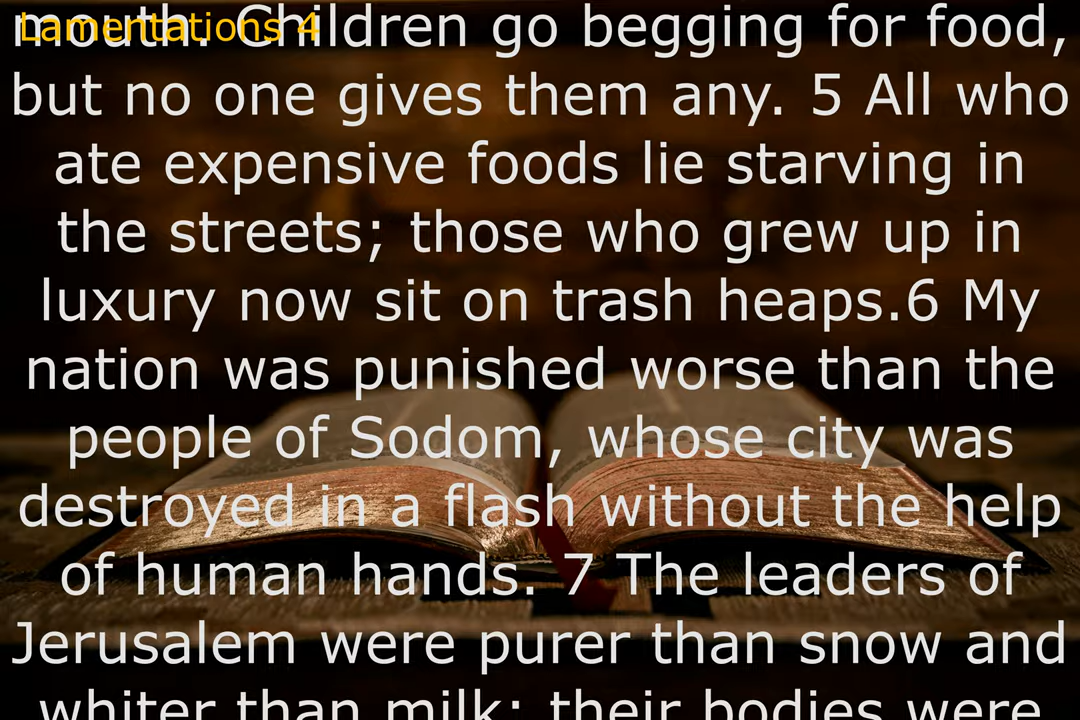 Lamentations 4
mouth. Children go begging for food,
but no one gives them any. 5 All who
ate expensive foods lie starving in
the streets; those who grew up in
luxury now sit on trash heaps.6 My
nation was punished worse than the
people of Sodom, whose city was
destroyed in a flash without the help
of human hands. 7 The leaders of
Jerusalem were purer than snow and
whiter than milk; their bodies were